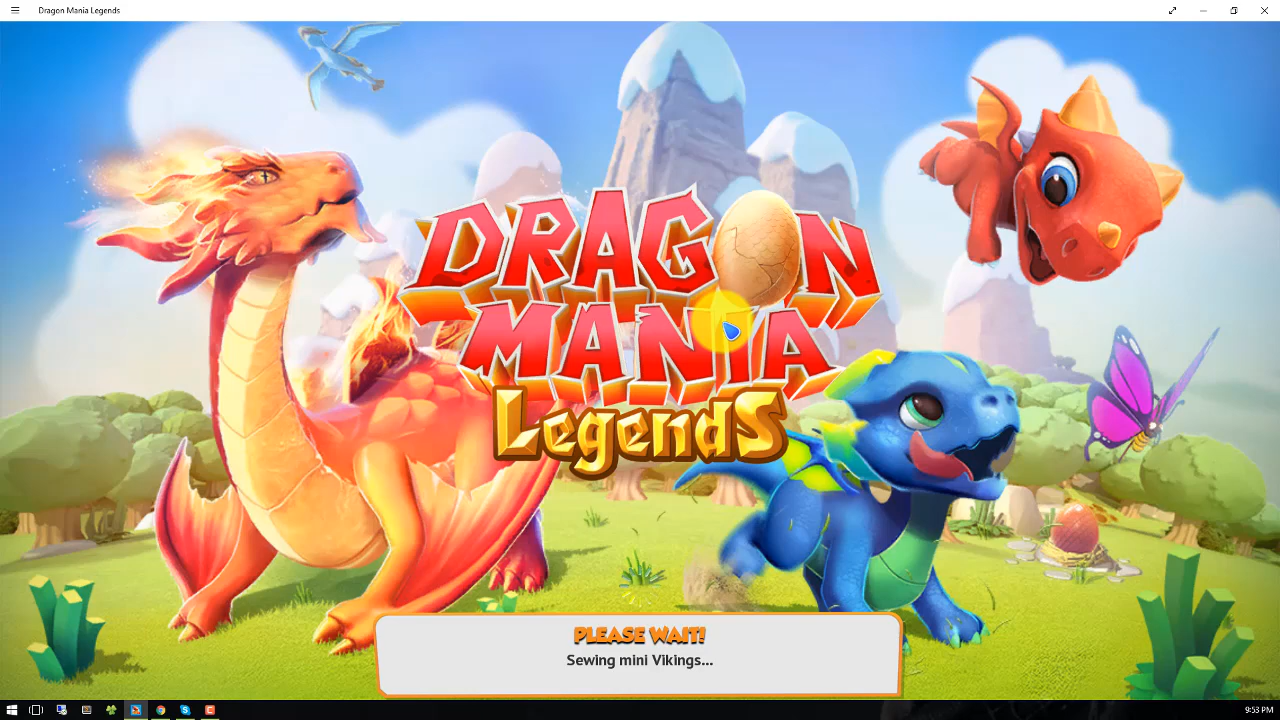 Dragon Mania Legends
DRAGON
MANIA
Legends
PLEASE WAIT!
Sewing mini Vikings...
9:53 PM